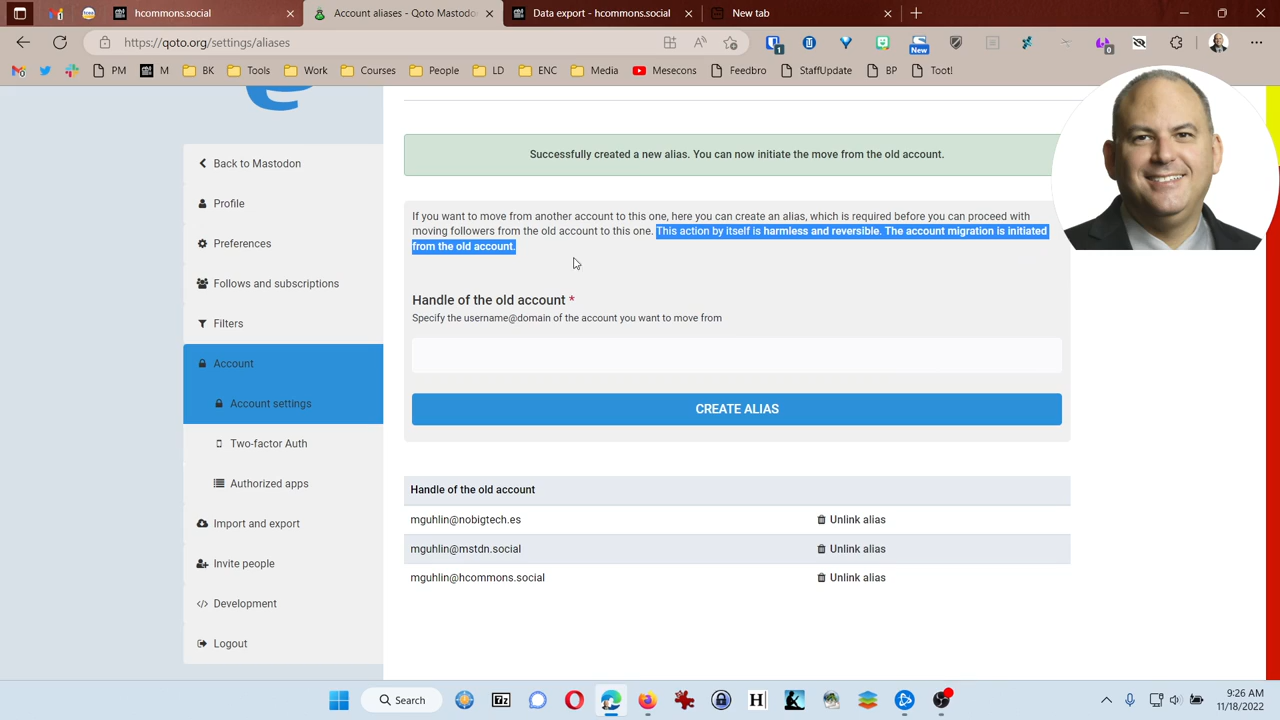 hcommons.social
Account aliases - Qoto Mastodo
Data export - hcommons.social
New tab
https://qoto.org/settings/aliases
1
New
0
PM
M
BK
Tools
Work
Courses
People
LD
ENC
Media
Mesecons
Feedbro
StaffUpdate
BP
Toot!
Back to Mastodon
Profile
Preferences
Follows and subscriptions
Filters
Account
Account settings
Two-factor Auth
Authorized apps
Import and export
Invite people
Development
Logout
Successfully created a new alias. You can now initiate the move from the old account.
If you want to move from another account to this one, here you can create an alias, which is required before you can proceed with
moving followers from the old account to this one. This action by itself is harmless and reversible. The account migration is initiated
from the old account.
Handle of the old account *
Specify the username@domain of the account you want to move from
CREATE ALIAS
Handle of the old account
mguhlin@nobigtech.es Unlink alias
mguhlin@mstdn.social Unlink alias
mguhlin@hcommons.social Unlink alias
Search
7z
H
9:26 AM
11/18/2022